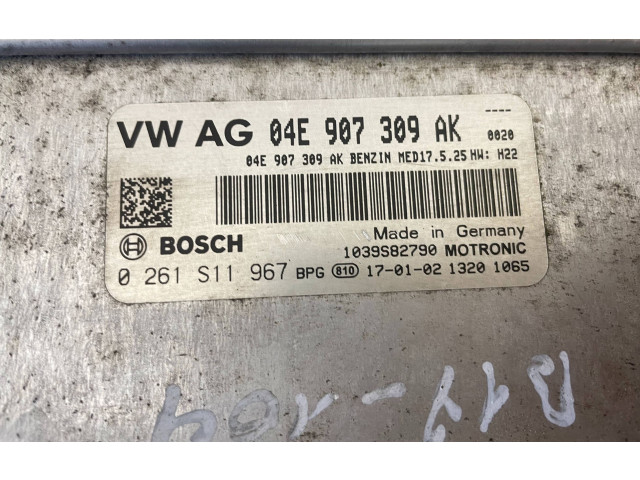 ----
VW AG 04E 907 309 AK 0020
04E 907 309 AK BENZIN MED17.5.25 HW: H22
Made in Germany
BOSCH 1039S82790 MOTRONIC
0 261 S11 967 BPG 810 17-01-02 1320 1065